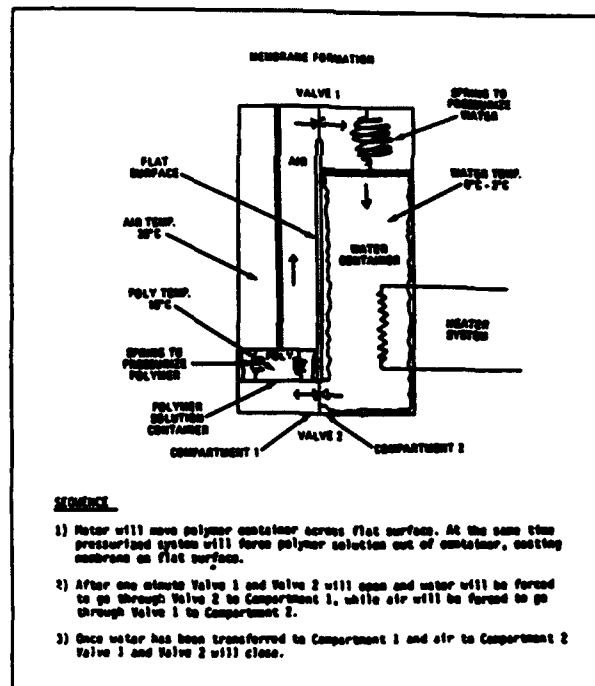 MEMBRANE FORMATION
VALVE 1
SPRING TO
PRESSURIZE
WATER
AIR
FLAT
SURFACE
WATER TEMP.
0°C - 2°C
AIR TEMP.
WATER
CONTAINER
POLY TEMP.
HEATER
SYSTEM
SPRING TO
PRESSURIZE
POLYMER
POLY
POLYMER
SOLUTION
CONTAINER
VALVE 2
COMPARTMENT 1
COMPARTMENT 2
SEQUENCE
1) Motor will move polymer container across flat surface. At the same time
pressurized system will force polymer solution out of container, casting
membrane on flat surface.
2) After one minute Valve 1 and Valve 2 will open and water will be forced
to go through Valve 2 to Compartment 1, while air will be forced to go
through Valve 1 to Compartment 2.
3) Once water has been transferred to Compartment 1 and air to Compartment 2
Valve 1 and Valve 2 will close.